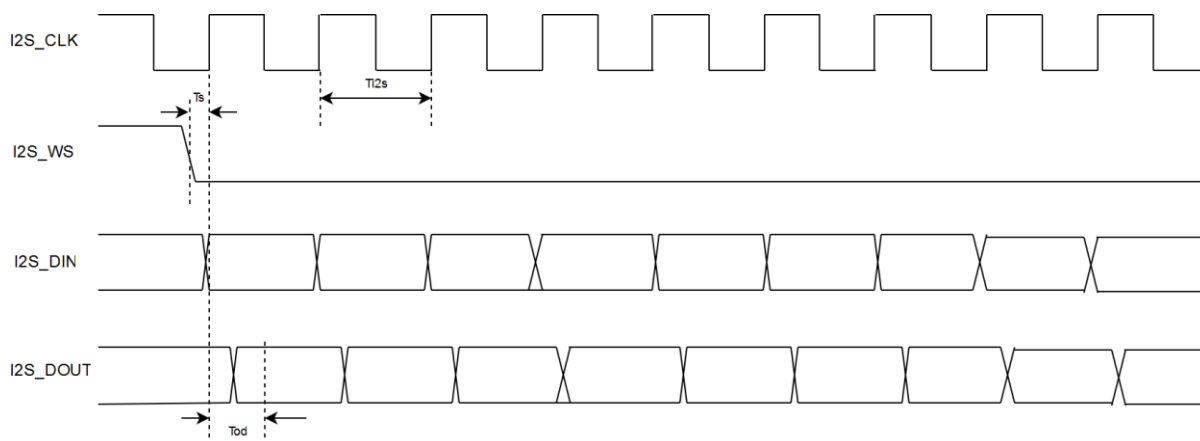 I2S_CLK
Ts
TI2s
I2S_WS
I2S_DIN
I2S_DOUT
Tod